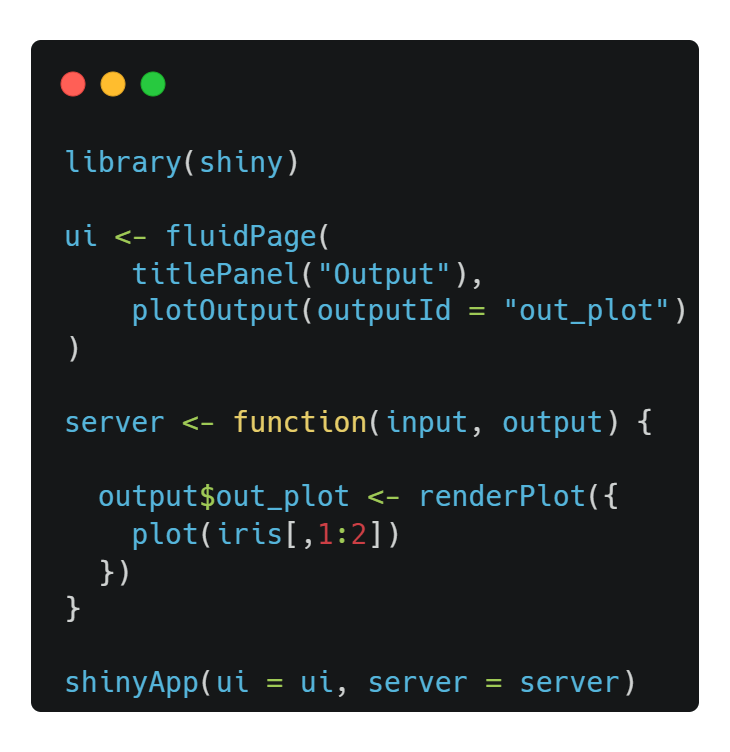 library(shiny)

ui <- fluidPage(
    titlePanel("Output"),
    plotOutput(outputId = "out_plot")
)

server <- function(input, output) {

  output$out_plot <- renderPlot({
    plot(iris[,1:2])
  })
}

shinyApp(ui = ui, server = server)